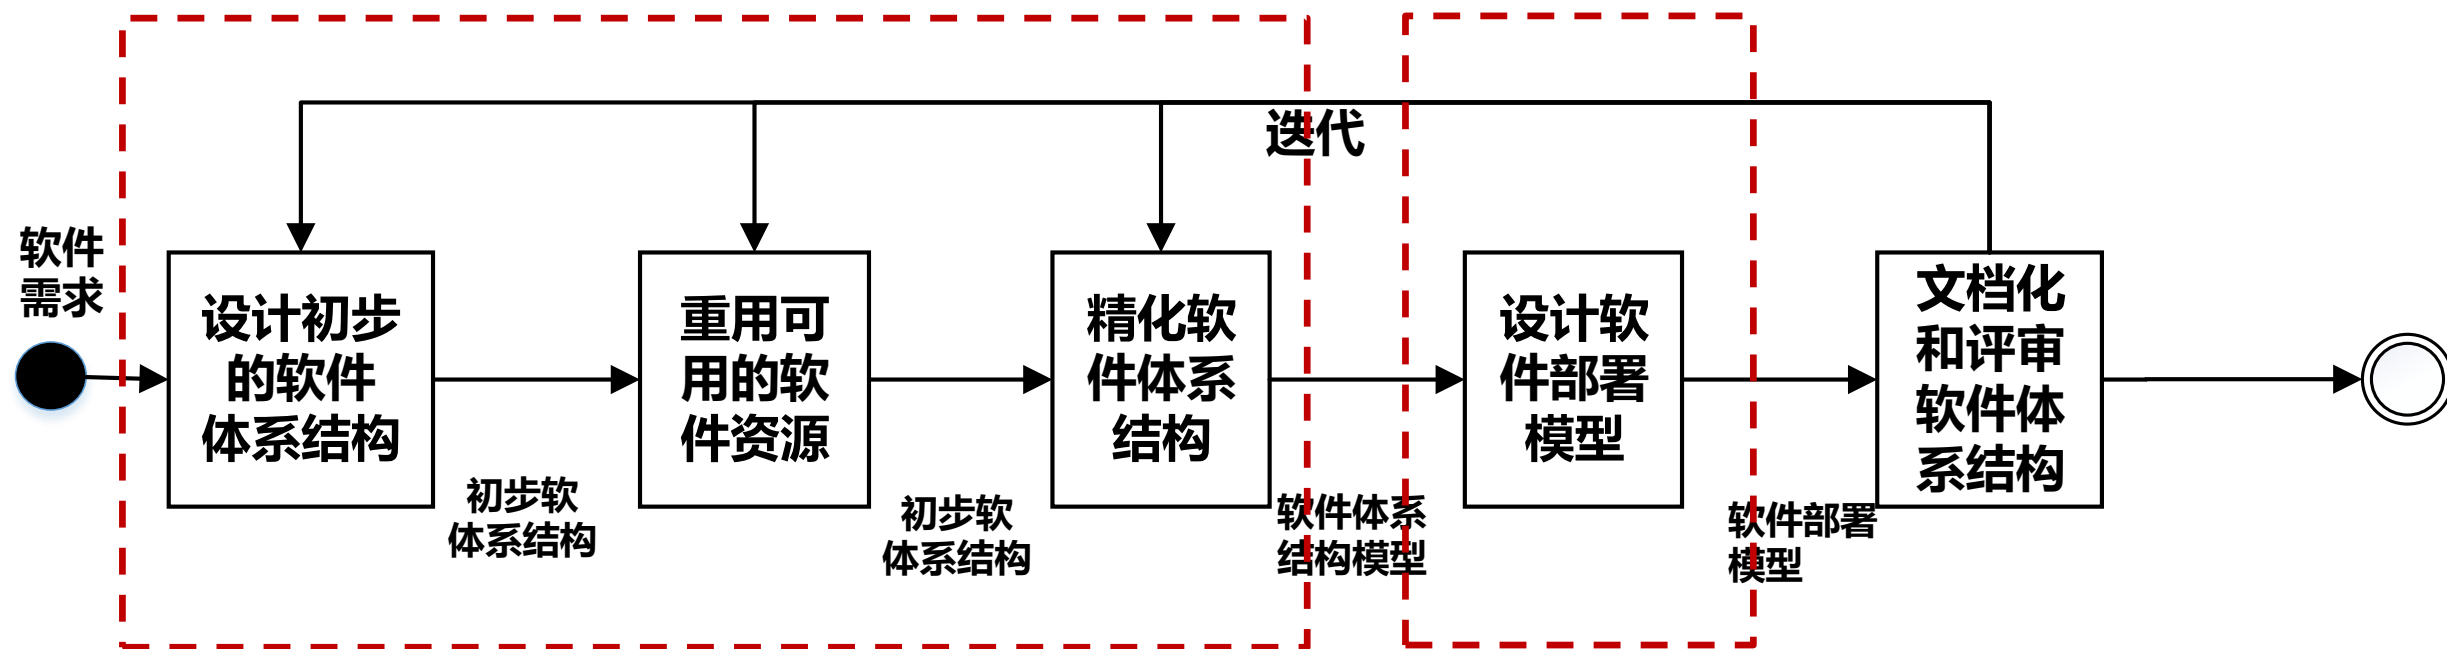 迭代
软件
需求
设计初步
的软件
体系结构
初步软
体系结构
重用可
用的软
件资源
初步软
体系结构
精化软
件体系
结构
软件体系
结构模型
设计软
件部署
模型
软件部署
模型
文档化
和评审
软件体
系结构